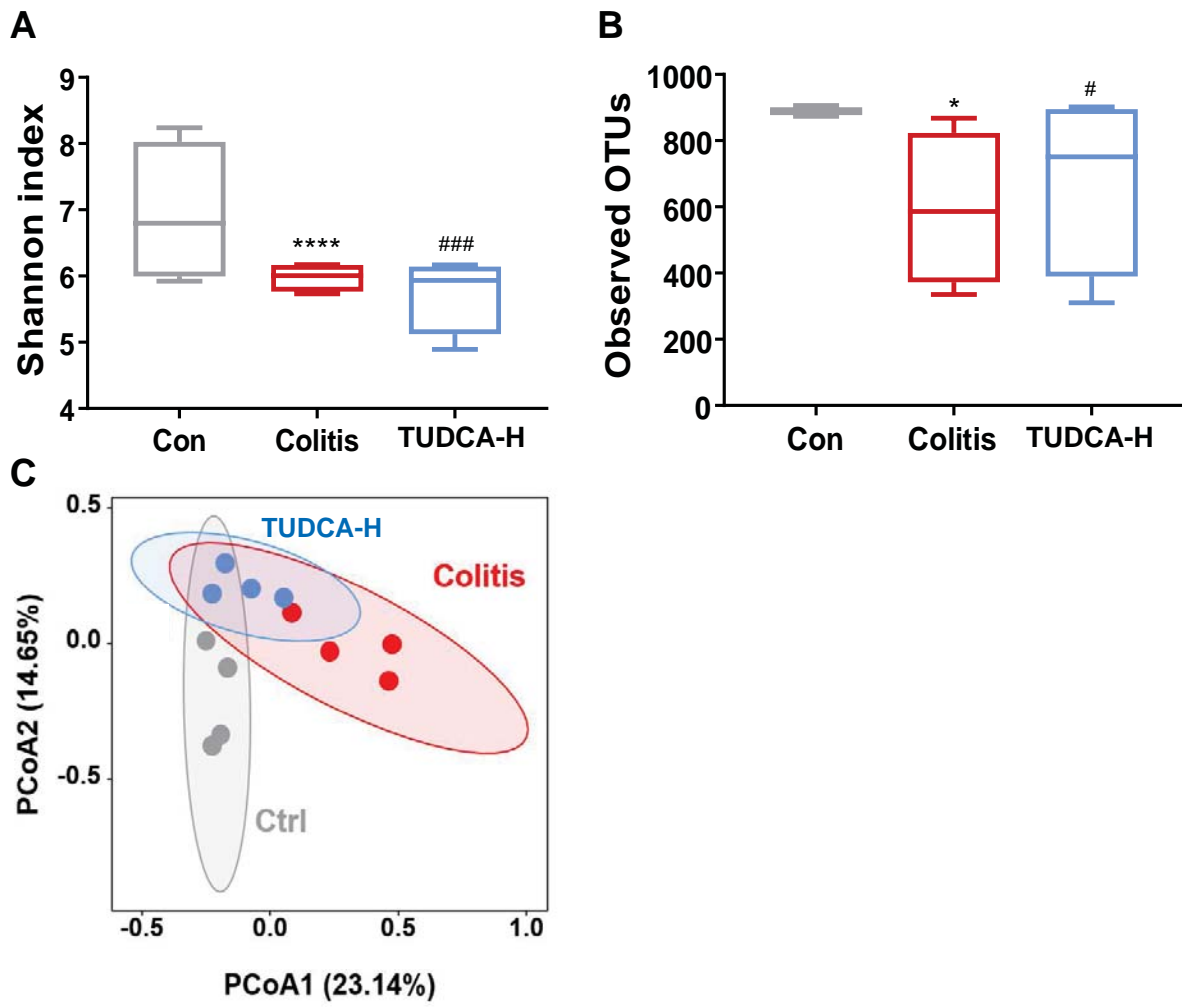 A
Shannon index
9
8
7
6
5
4
****
###
Con
Colitis
TUDCA-H
B
Observed OTUs
1000
800
600
400
200
0
*
#
Con
Colitis
TUDCA-H
C
PCoA2 (14.65%)
0.5
0.0
-0.5
TUDCA-H
Colitis
Ctrl
-0.5
0.0
0.5
1.0
PCoA1 (23.14%)